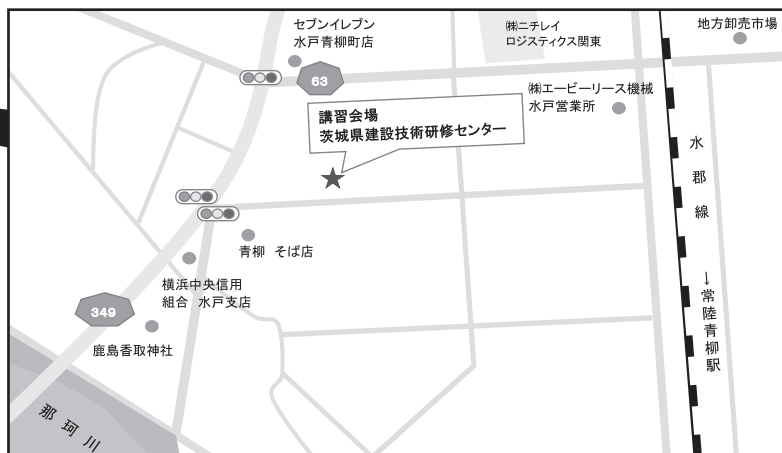 セブンイレブン
水戸青柳町店
㈱ニチレイ
ロジスティクス関東
地方卸売市場
63
㈱エービーリース機械
水戸営業所
講習会場
茨城県建設技術研修センター
水郡線
青柳 そば店
横浜中央信用
組合 水戸支店
349
鹿島香取神社
↓常陸青柳駅
那珂川